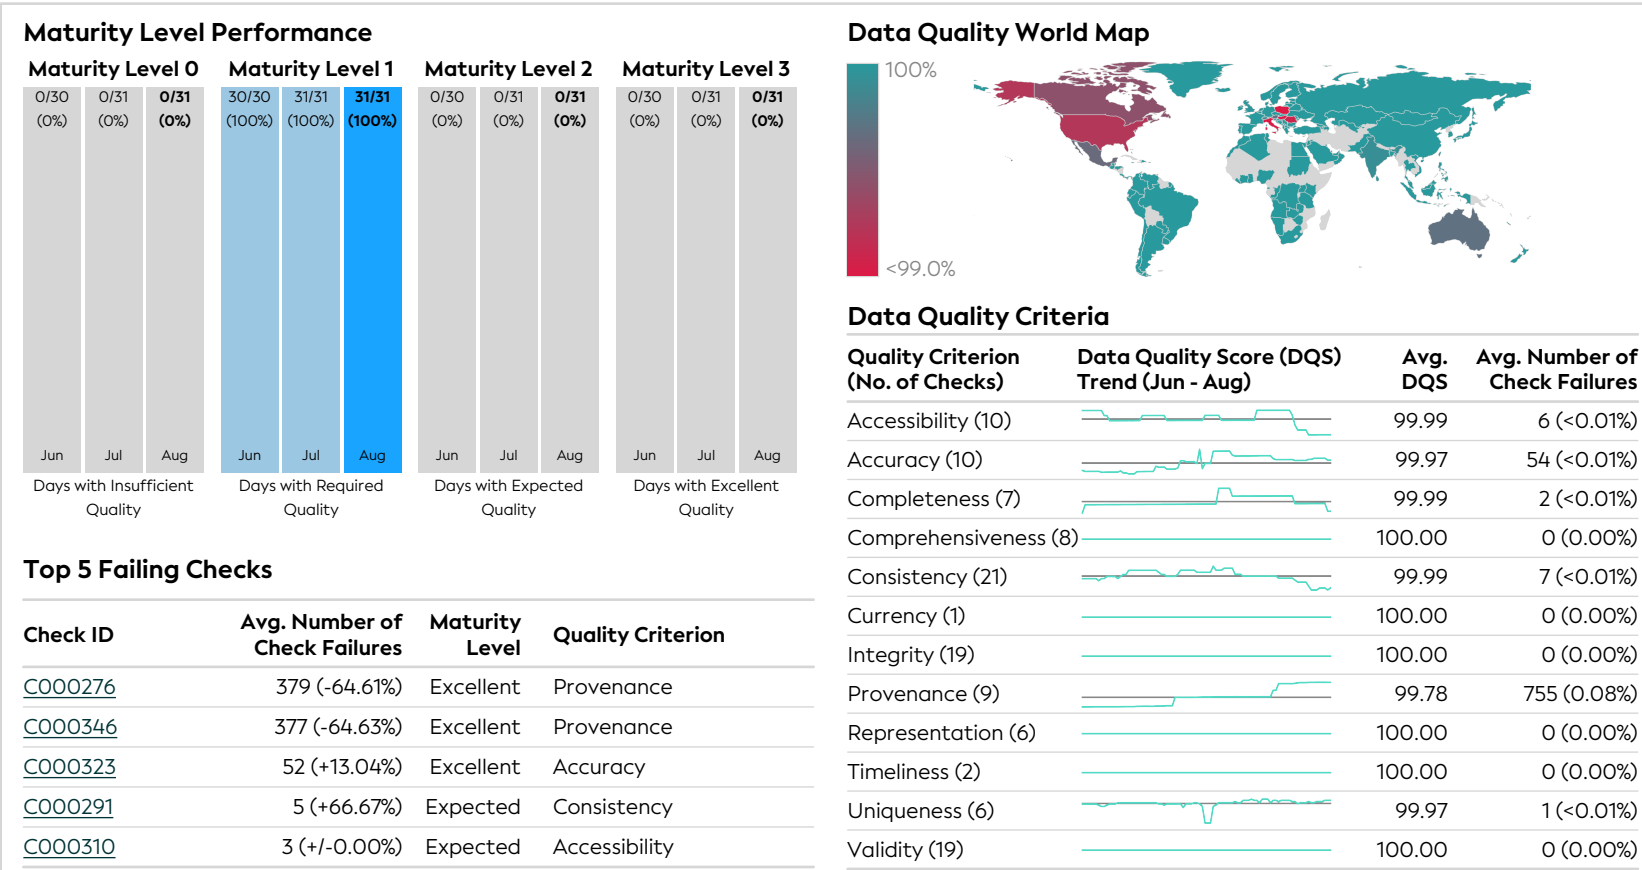 Maturity Level Performance
Maturity Level 0 Maturity Level 1 Maturity Level 2 Maturity Level 3
0/30 0/31 0/31 30/30 31/31 31/31 0/30 0/31 0/31 0/30 0/31 0/31
(0%) (0%) (0%) (100%) (100%) (100%) (0%) (0%) (0%) (0%) (0%) (0%)
Jun Jul Aug Jun Jul Aug Jun Jul Aug Jun Jul Aug
Days with Insufficient Days with Required Days with Expected Days with Excellent
Quality Quality Quality Quality
Top 5 Failing Checks
Avg. Number of Maturity
Check ID Check Failures Level Quality Criterion
C000276 379 (-64.61%) Excellent Provenance
C000346 377 (-64.63%) Excellent Provenance
C000323 52 (+13.04%) Excellent Accuracy
C000291 5 (+66.67%) Expected Consistency
C000310 3 (+/-0.00%) Expected Accessibility
Data Quality World Map
100%
<99.0%
Data Quality Criteria
Quality Criterion Data Quality Score (DQS) Avg. Avg. Number of
(No. of Checks) Trend (Jun - Aug) DQS Check Failures
Accessibility (10) 99.99 6 (<0.01%)
Accuracy (10) 99.97 54 (<0.01%)
Completeness (7) 99.99 2 (<0.01%)
Comprehensiveness (8) 100.00 0 (0.00%)
Consistency (21) 99.99 7 (<0.01%)
Currency (1) 100.00 0 (0.00%)
Integrity (19) 100.00 0 (0.00%)
Provenance (9) 99.78 755 (0.08%)
Representation (6) 100.00 0 (0.00%)
Timeliness (2) 100.00 0 (0.00%)
Uniqueness (6) 99.97 1 (<0.01%)
Validity (19) 100.00 0 (0.00%)